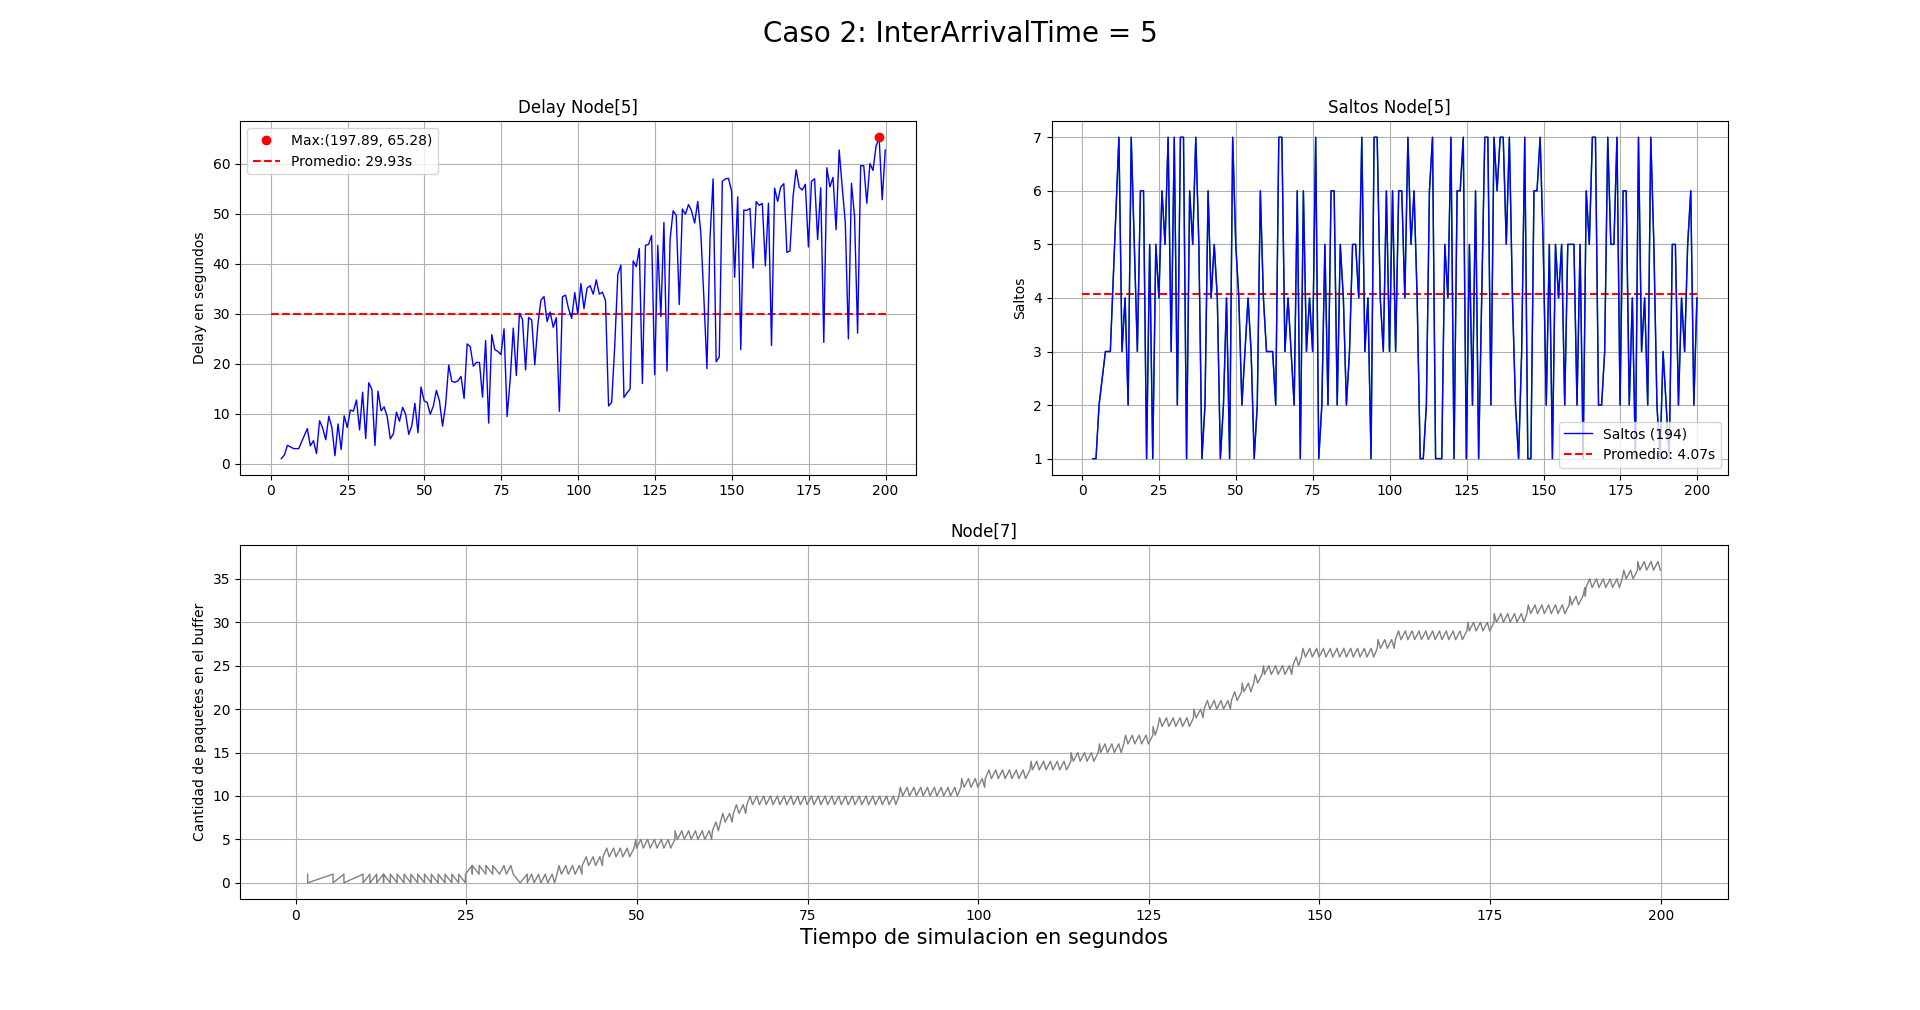 Caso 2: InterArrivalTime = 5
Delay Node[5]
Max:(197.89, 65.28)
Promedio: 29.93s
Delay en segundos
60
50
40
30
20
10
0
0 25 50 75 100 125 150 175 200
Saltos Node[5]
Saltos
7
6
5
4
3
2
1
Saltos (194)
Promedio: 4.07s
0 25 50 75 100 125 150 175 200
Node[7]
Cantidad de paquetes en el buffer
35
30
25
20
15
10
5
0
0 25 50 75 100 125 150 175 200
Tiempo de simulacion en segundos